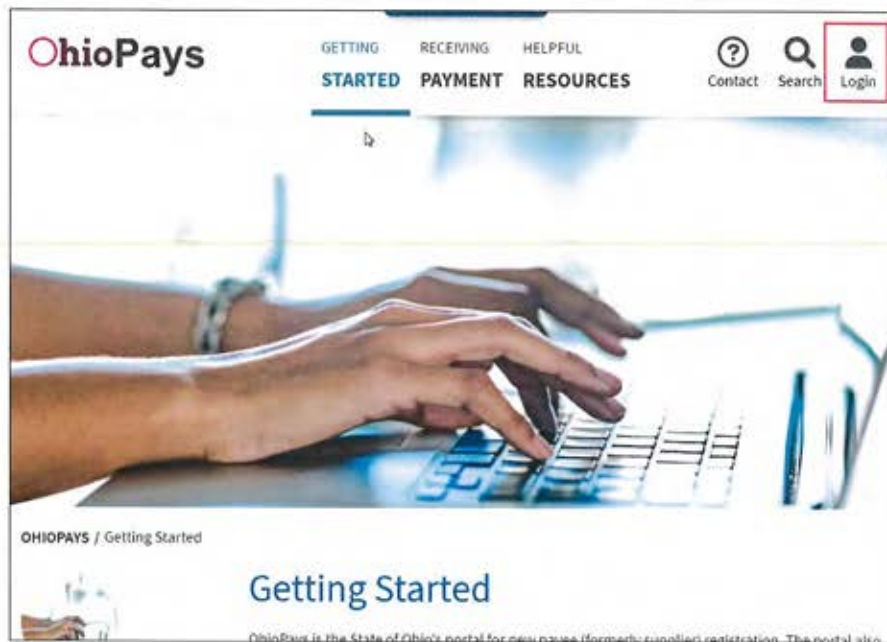 OhioPays
GETTING
STARTED
RECEIVING
PAYMENT
HELPFUL
RESOURCES
Contact
Search
Login
OHIOPAYS / Getting Started
Getting Started
OhioPays is the State of Ohio's portal for new payee (formerly supplier) registration. The portal also